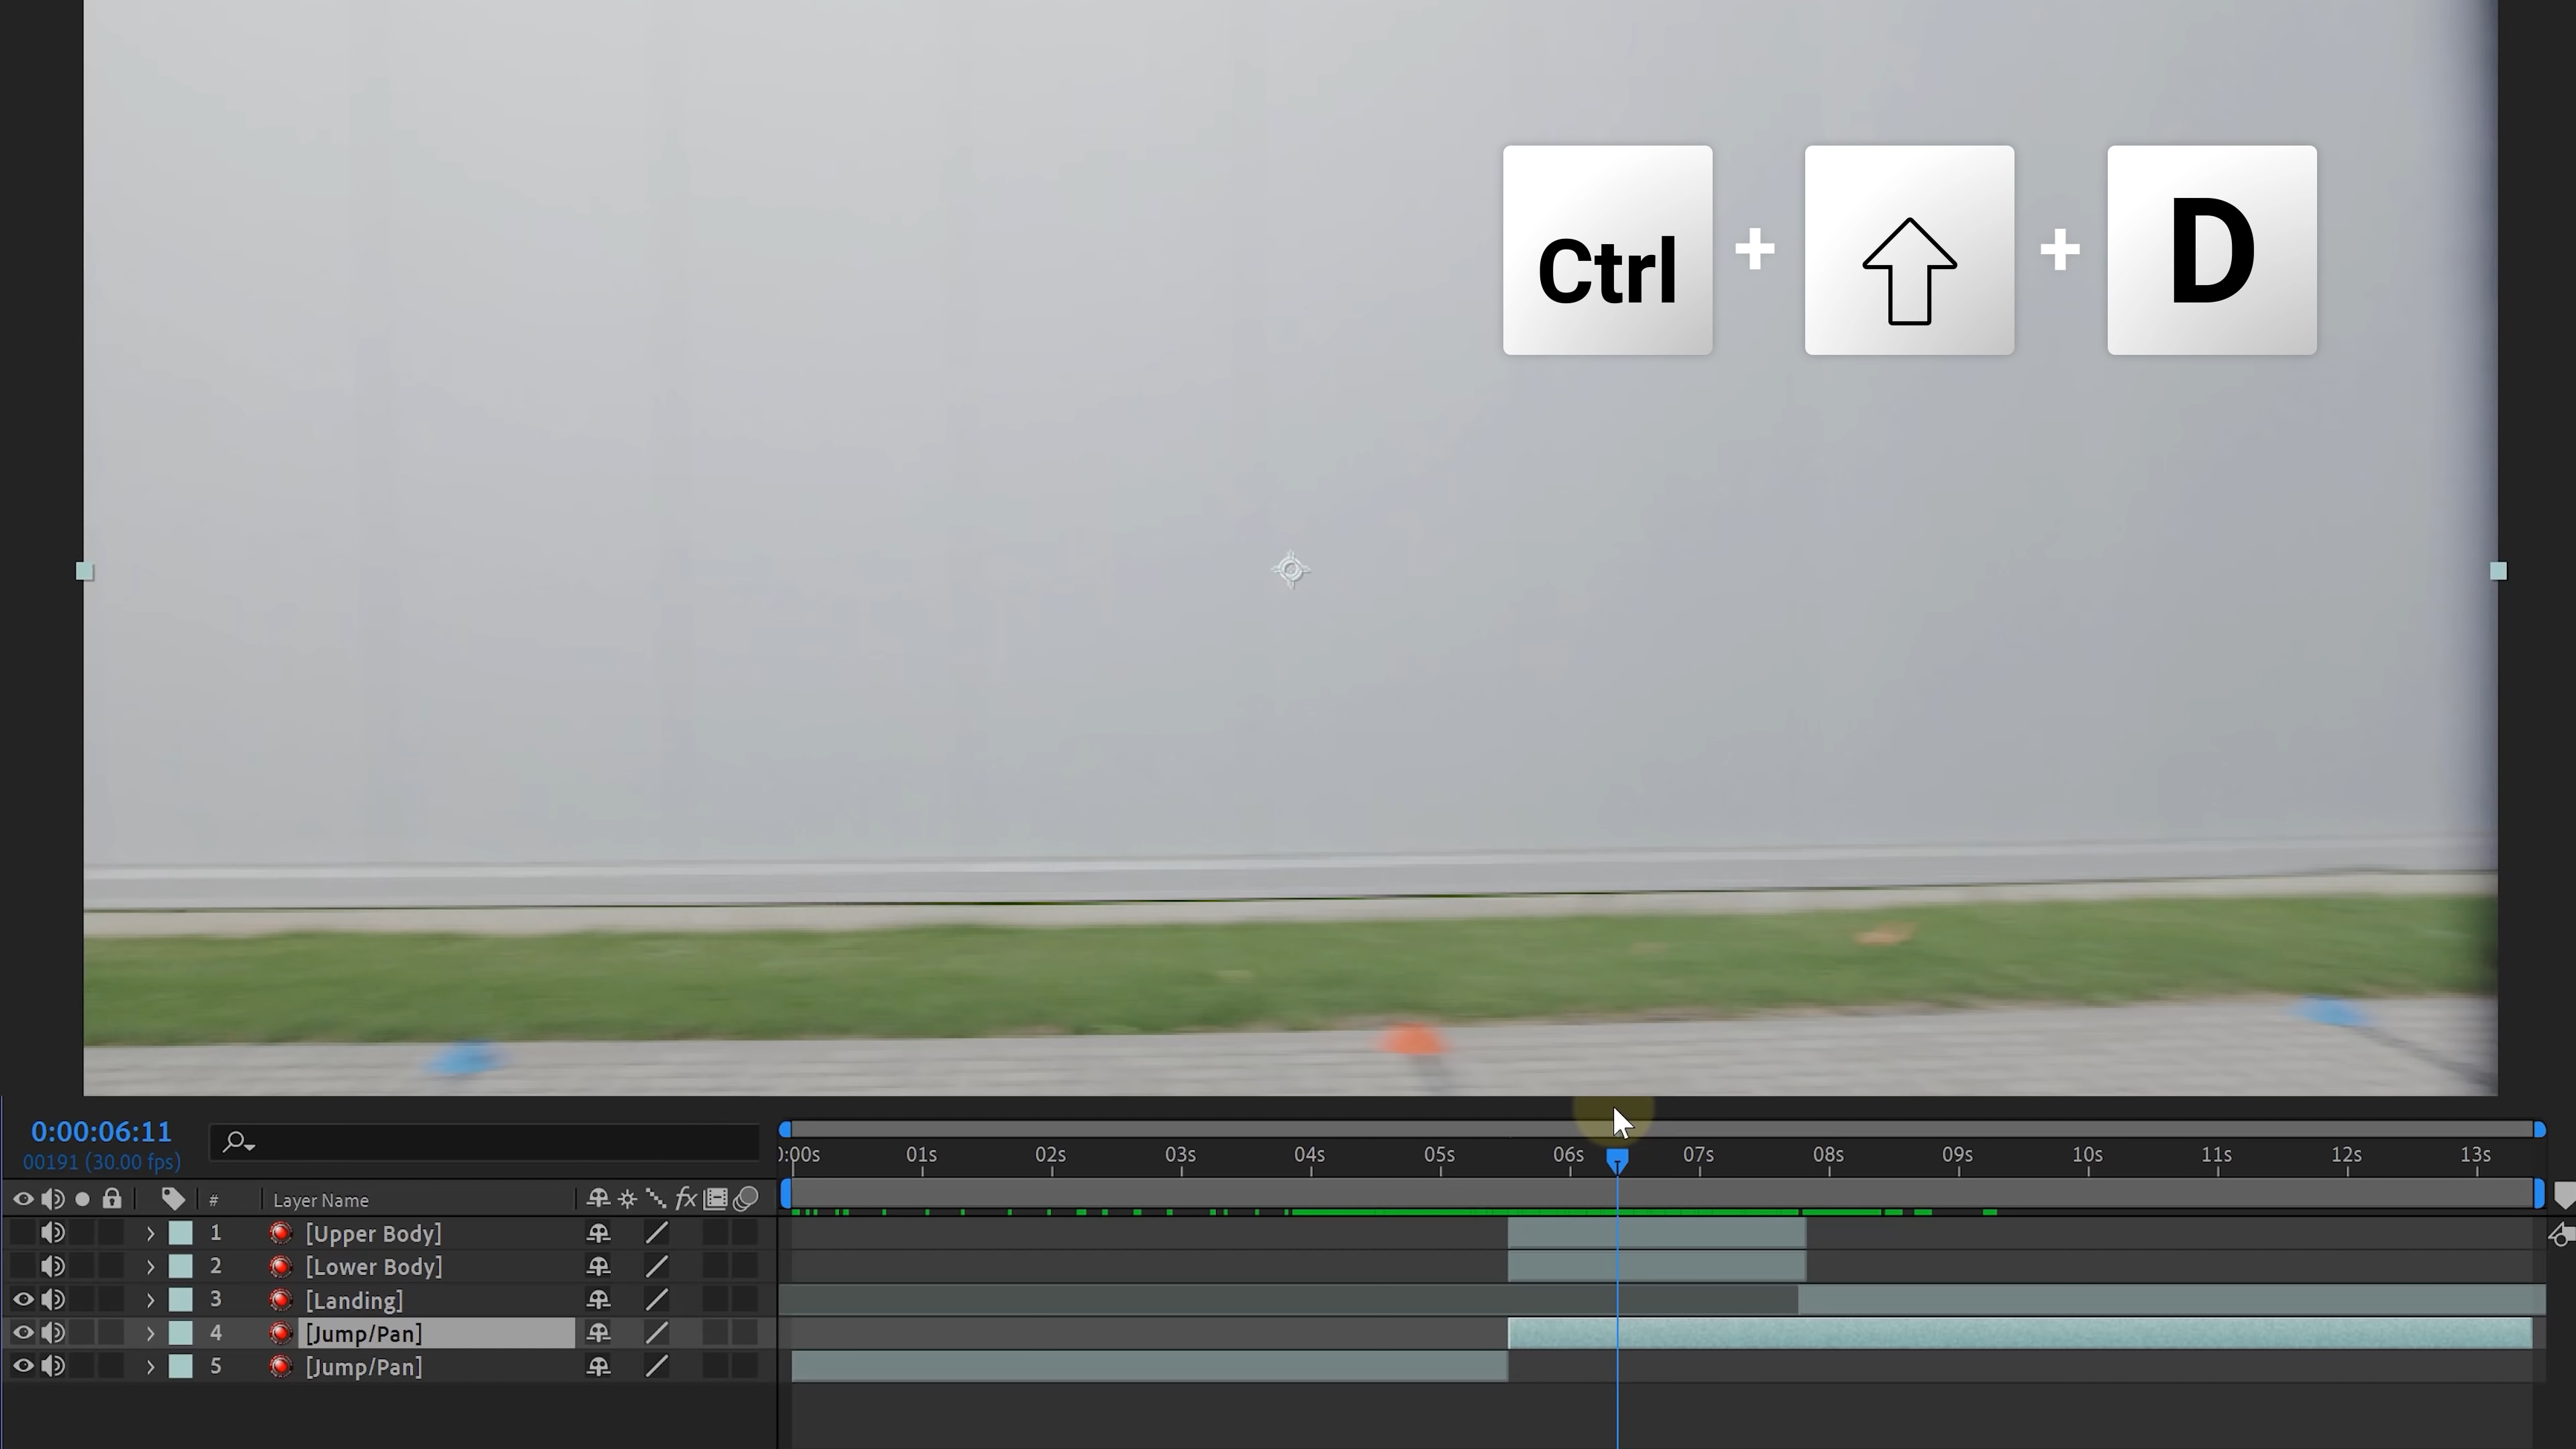 Ctrl + + D
0:00:06:11
00191 (30.00 fps)
):00s 01s 02s 03s 04s 05s 06s 07s 08s 09s 10s 11s 12s 13s
# Layer Name fx
1 [Upper Body]
2 [Lower Body]
3 [Landing]
4 [Jump/Pan]
5 [Jump/Pan]